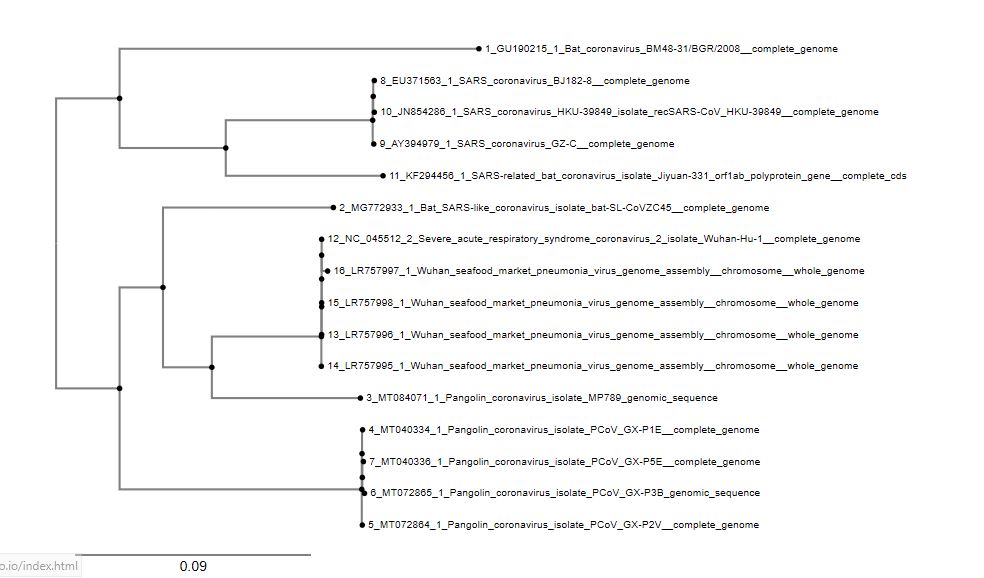 1_GU190215_1_Bat_coronavirus_BM48-31/BGR/2008__complete_genome
8_EU371563_1_SARS_coronavirus_BJ182-8__complete_genome
10_JN854286_1_SARS_coronavirus_HKU-39849_isolate_recSARS-CoV_HKU-39849__complete_genome
9_AY394979_1_SARS_coronavirus_GZ-C__complete_genome
11_KF294456_1_SARS-related_bat_coronavirus_isolate_Jiyuan-331_orf1ab_polyprotein_gene__complete_cds
2_MG772933_1_Bat_SARS-like_coronavirus_isolate_bat-SL-CoVZC45__complete_genome
12_NC_045512_2_Severe_acute_respiratory_syndrome_coronavirus_2_isolate_Wuhan-Hu-1__complete_genome
16_LR757997_1_Wuhan_seafood_market_pneumonia_virus_genome_assembly__chromosome__whole_genome
15_LR757998_1_Wuhan_seafood_market_pneumonia_virus_genome_assembly__chromosome__whole_genome
13_LR757996_1_Wuhan_seafood_market_pneumonia_virus_genome_assembly__chromosome__whole_genome
14_LR757995_1_Wuhan_seafood_market_pneumonia_virus_genome_assembly__chromosome__whole_genome
3_MT084071_1_Pangolin_coronavirus_isolate_MP789_genomic_sequence
4_MT040334_1_Pangolin_coronavirus_isolate_PCoV_GX-P1E__complete_genome
7_MT040336_1_Pangolin_coronavirus_isolate_PCoV_GX-P5E__complete_genome
6_MT072865_1_Pangolin_coronavirus_isolate_PCoV_GX-P3B_genomic_sequence
5_MT072864_1_Pangolin_coronavirus_isolate_PCoV_GX-P2V__complete_genome
o.io/index.html
0.09